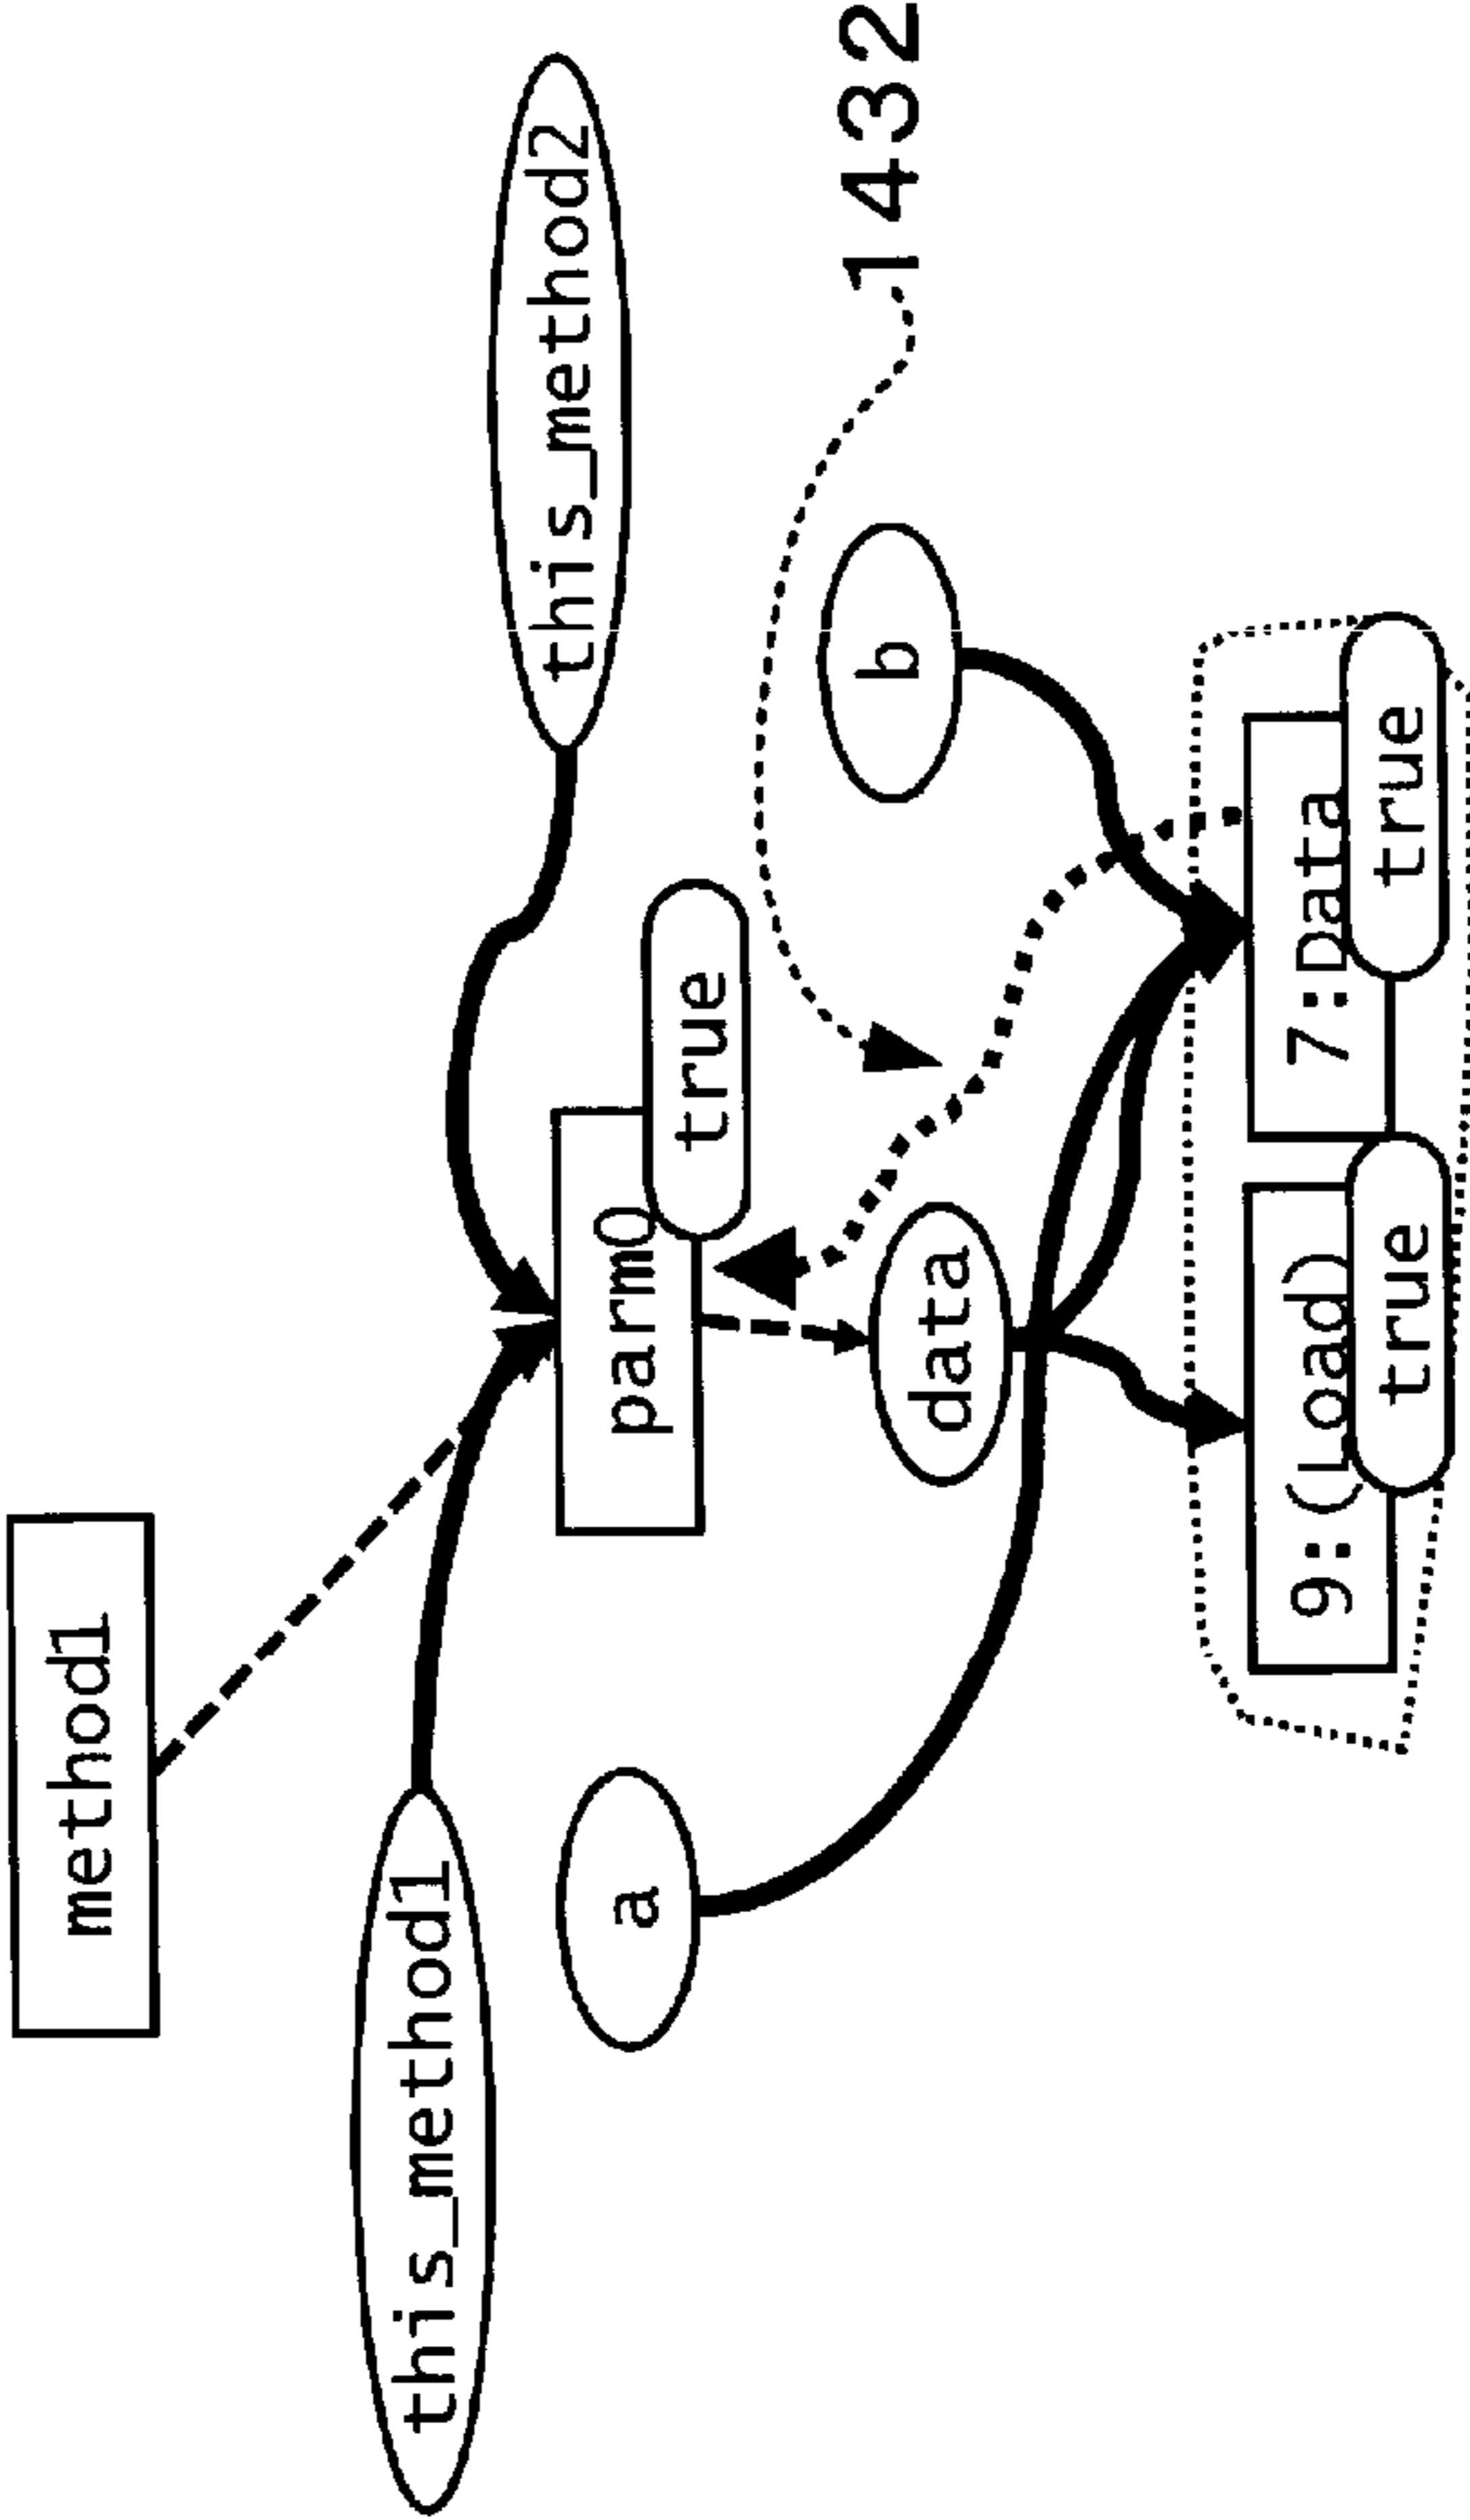 method1
this_method1
this_method2
parm0
true
a
data
b
1432
9:(Load)
true
7:Data
true